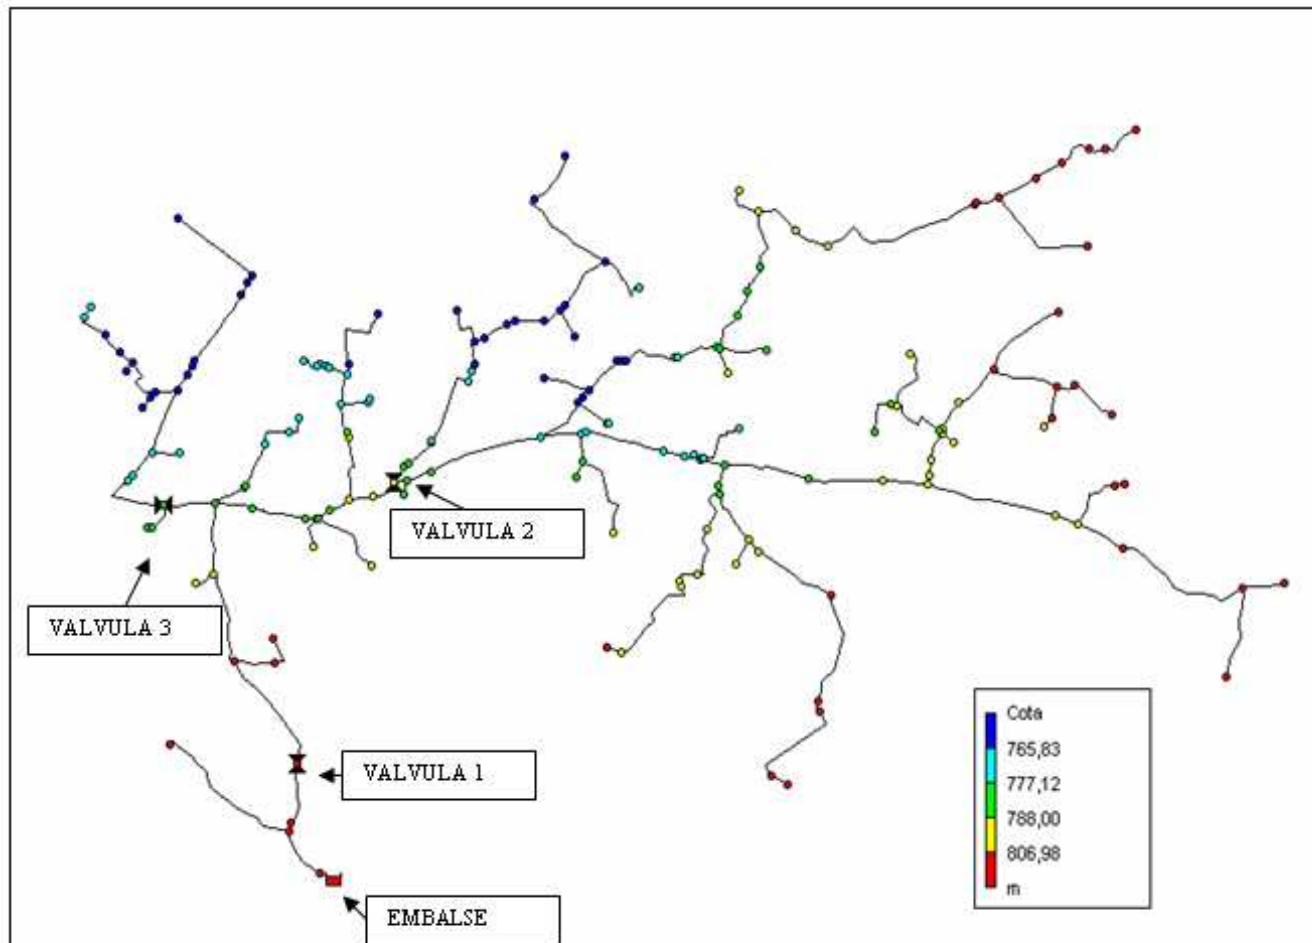 VALVULA 2
VALVULA 3
VALVULA 1
EMBALSE
Cota
765,83
777,12
788,00
806,98
m